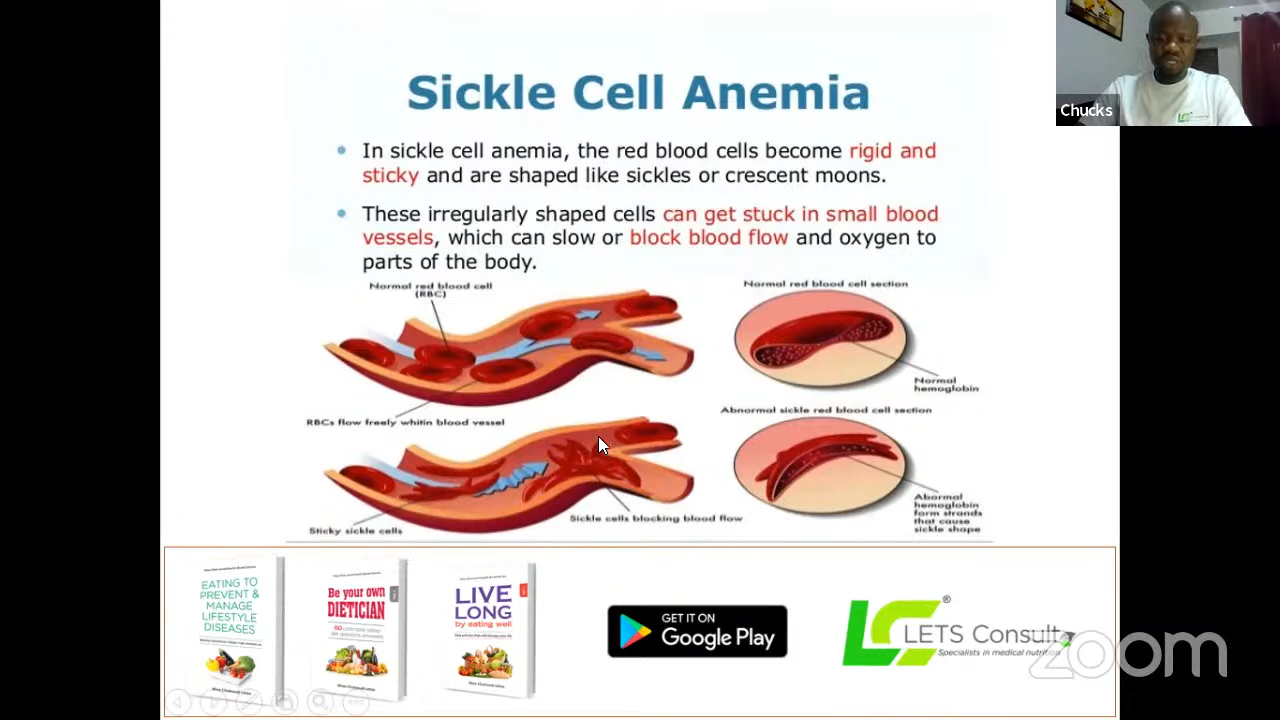 Sickle Cell Anemia
Chucks
In sickle cell anemia, the red blood cells become rigid and
sticky and are shaped like sickles or crescent moons.
These irregularly shaped cells can get stuck in small blood
vessels, which can slow or block blood flow and oxygen to
parts of the body.
Normal red blood cell
(RBC)
Normal red blood cell section
Normal
hemoglobin
RBCs flow freely whitin blood vessel
Abnormal sickle red blood cell section
Sticky sickle cells
Sickle cells blocking blood flow
Abormal
hemoglobin
form strands
that cause
sickle shape
EATING TO
PREVENT &
MANAGE
LIFESTYLE
DISEASES
Be your own
DIETICIAN
LIVE
LONG
by eating well
GET IT ON
Google Play
®
LETS Consult
Specialists in medical nutrition
zoom